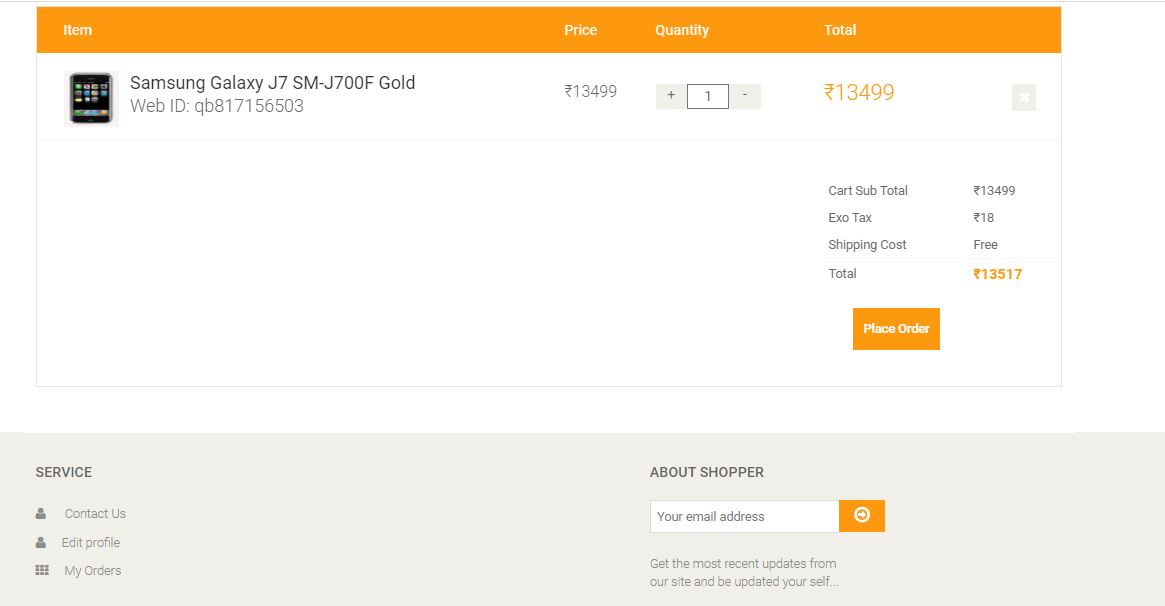 Item Price Quantity Total
Samsung Galaxy J7 SM-J700F Gold
Web ID: qb817156503
₹13499
+ 1 -
₹13499
Cart Sub Total ₹13499
Exo Tax ₹18
Shipping Cost Free
Total ₹13517
Place Order
SERVICE
Contact Us
Edit profile
My Orders
ABOUT SHOPPER
Your email address
Get the most recent updates from
our site and be updated your self...